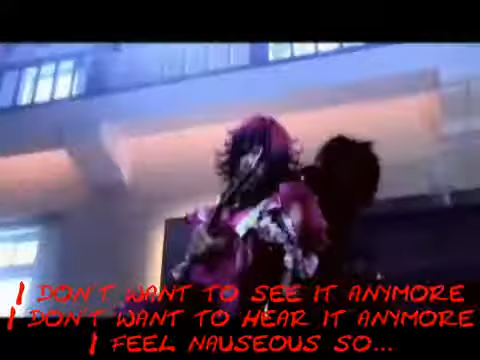 I DON'T WANT TO SEE IT ANYMORE
I DON'T WANT TO HEAR IT ANYMORE
I FEEL NAUSEOUS SO...